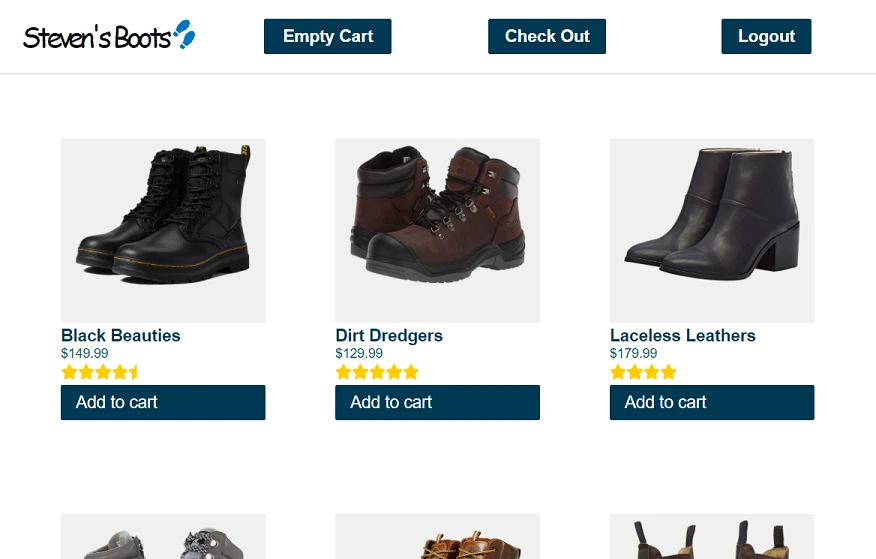 Steven's Boots
Empty Cart
Check Out
Logout
Black Beauties
$149.99
Add to cart
Dirt Dredgers
$129.99
Add to cart
Laceless Leathers
$179.99
Add to cart